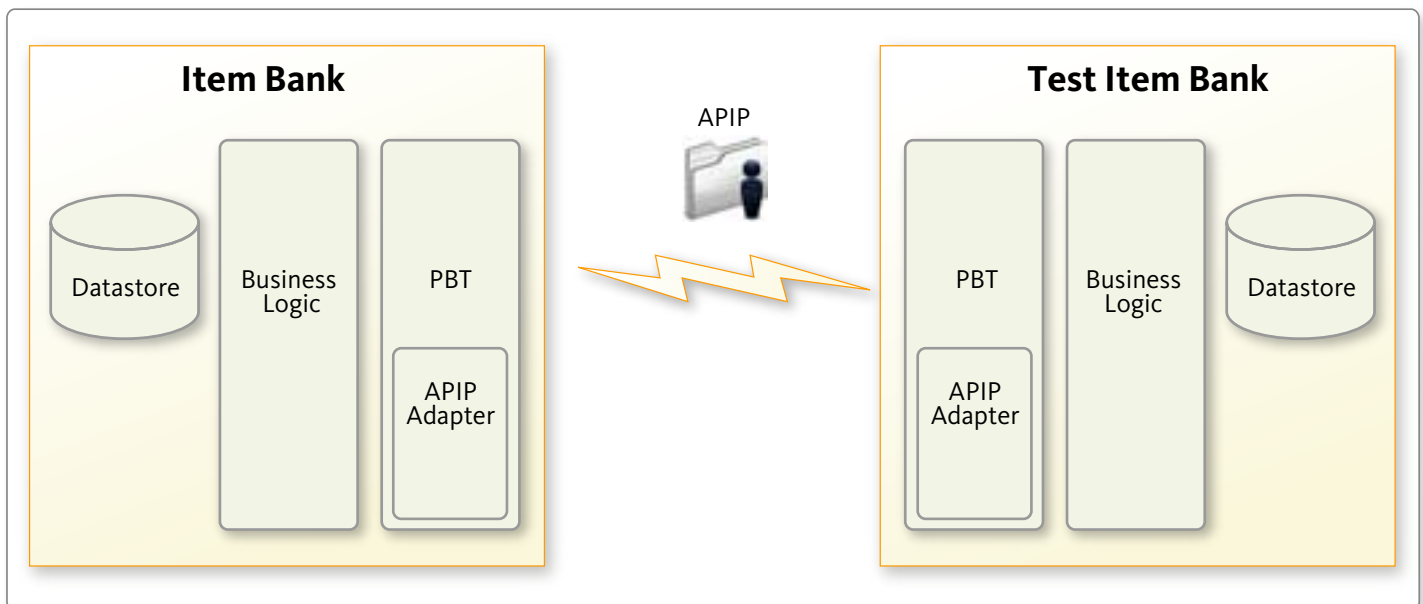 Item Bank
Datastore
Business
Logic
PBT
APIP
Adapter
APIP
Test Item Bank
PBT
APIP
Adapter
Business
Logic
Datastore